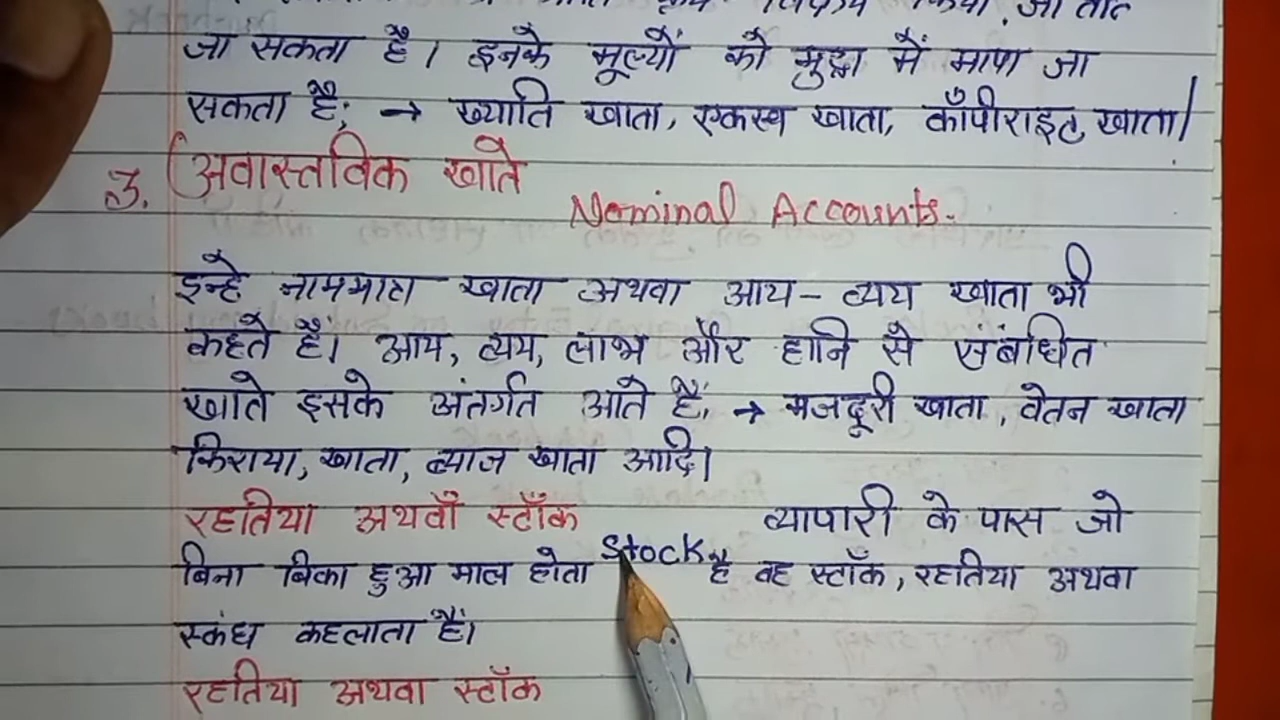 जा सकता है। इनके मूल्यों को मुद्रा में मापा जा
सकता है; → ख्याति खाता, एकस्व खाता, कॉपीराइट खाता।
3. (अवास्तविक खाते
Nominal Accounts.
इन्हे नाममात्र खाता अथवा आय - व्यय खाता भी
कहते हैं। आय, व्यय, लाभ और हानि से संबंधित
खाते इसके अंतर्गत आते हैं, → मजदूरी खाता, वेतन खाता
किराया, खाता, ब्याज खाता आदि।
रहतिया अथवाँ स्टॉक व्यापारी के पास जो
Stock
बिना बिका हुआ माल होता है वह स्टॉक, रहतिया अथवा
स्कंध कहलाता है।
रहतिया अथवा स्टॉक